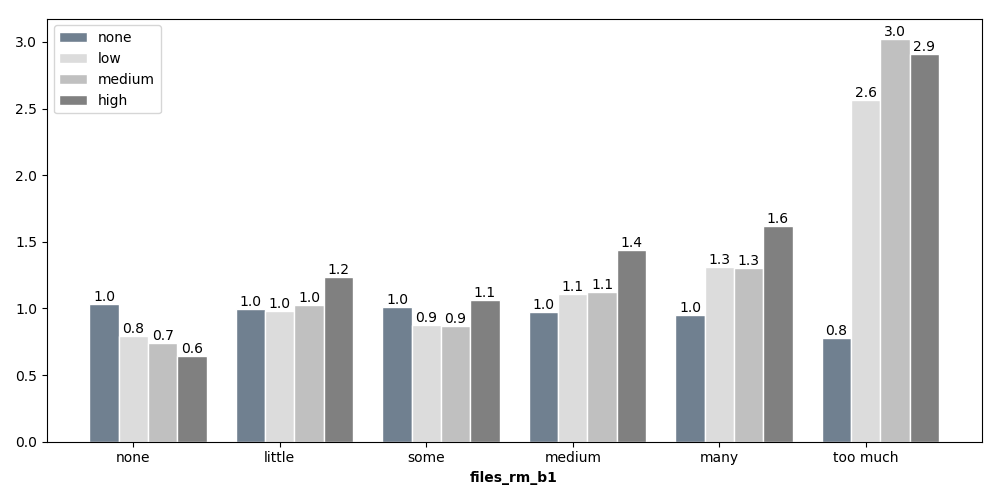 none
low
medium
high
3.0
2.5
2.0
1.5
1.0
0.5
0.0
1.0 0.8 0.7 0.6
1.0 1.0 1.0 1.2
1.0 0.9 0.9 1.1
1.0 1.1 1.1 1.4
1.0 1.3 1.3 1.6
0.8 2.6 3.0 2.9
none little some medium many too much
files_rm_b1